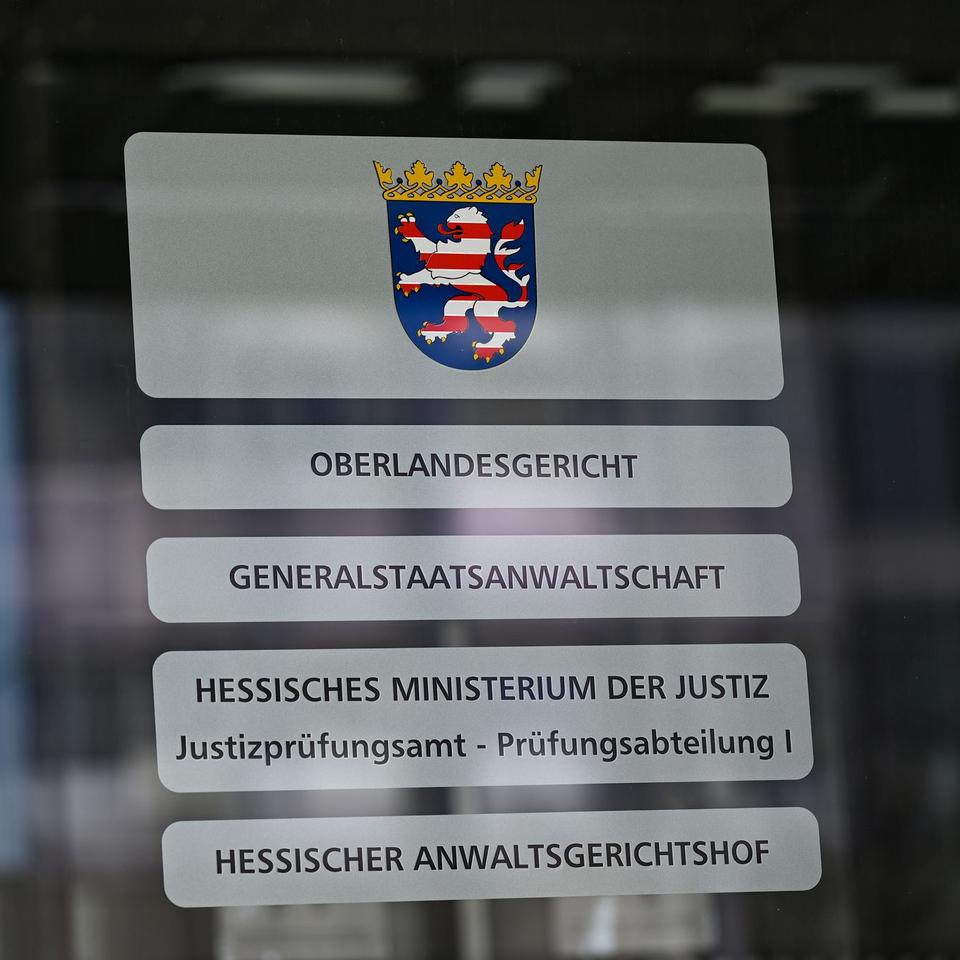 OBERLANDESGERICHT
GENERALSTAATSANWALTSCHAFT
HESSISCHES MINISTERIUM DER JUSTIZ
Justizprüfungsamt - Prüfungsabteilung I
HESSISCHER ANWALTSGERICHTSHOF